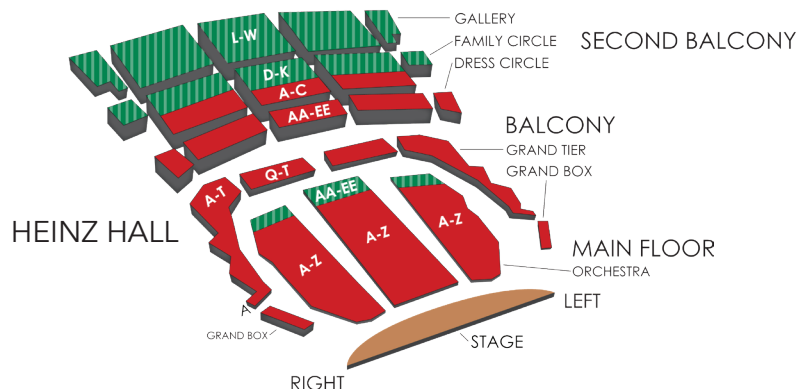 GALLERY
L-W
FAMILY CIRCLE
SECOND BALCONY
DRESS CIRCLE
D-K
A-C
AA-EE
BALCONY
GRAND TIER
GRAND BOX
Q-T
A-T
AA-EE
HEINZ HALL
A-Z
A-Z
A-Z
MAIN FLOOR
ORCHESTRA
A
GRAND BOX
LEFT
STAGE
RIGHT